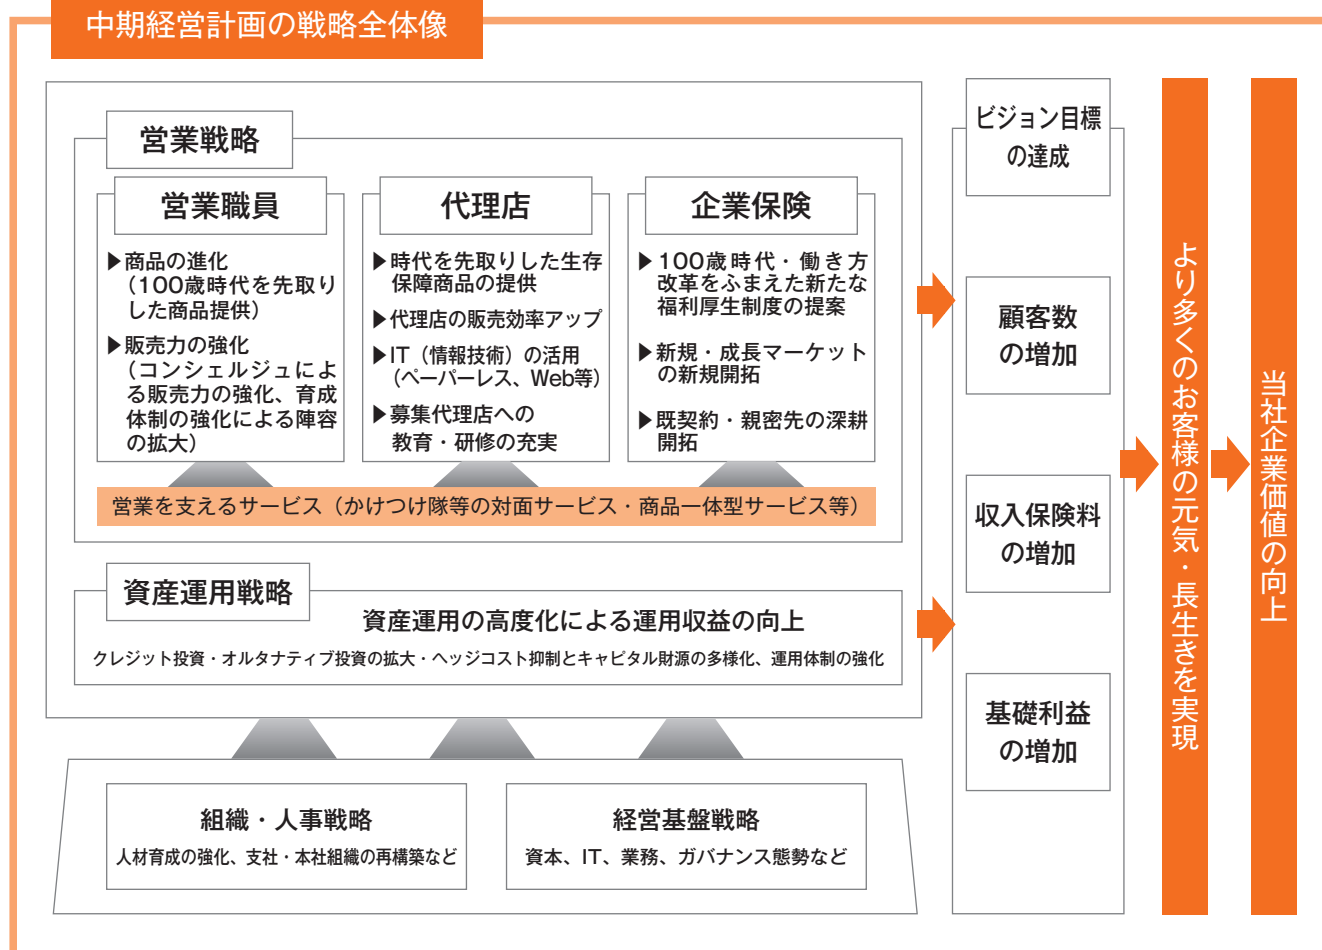 中期経営計画の戦略全体像
営業戦略
営業職員
▶商品の進化
（100歳時代を先取り
した商品提供）
▶販売力の強化
（コンシェルジュによ
る販売力の強化、育成
体制の強化による陣容
の拡大）
代理店
▶時代を先取りした生存
保障商品の提供
▶代理店の販売効率アップ
▶IT（情報技術）の活用
（ペーパーレス、Web等）
▶募集代理店への
教育・研修の充実
企業保険
▶100歳時代・働き方
改革をふまえた新たな
福利厚生制度の提案
▶新規・成長マーケット
の新規開拓
▶既契約・親密先の深耕
開拓
営業を支えるサービス（かけつけ隊等の対面サービス・商品一体型サービス等）
資産運用戦略
資産運用の高度化による運用収益の向上
クレジット投資・オルタナティブ投資の拡大・ヘッジコスト抑制とキャピタル財源の多様化、運用体制の強化
組織・人事戦略
人材育成の強化、支社・本社組織の再構築など
経営基盤戦略
資本、IT、業務、ガバナンス態勢など
ビジョン目標
の達成
顧客数
の増加
収入保険料
の増加
基礎利益
の増加
より多くのお客様の元気・長生きを実現
当社企業価値の向上